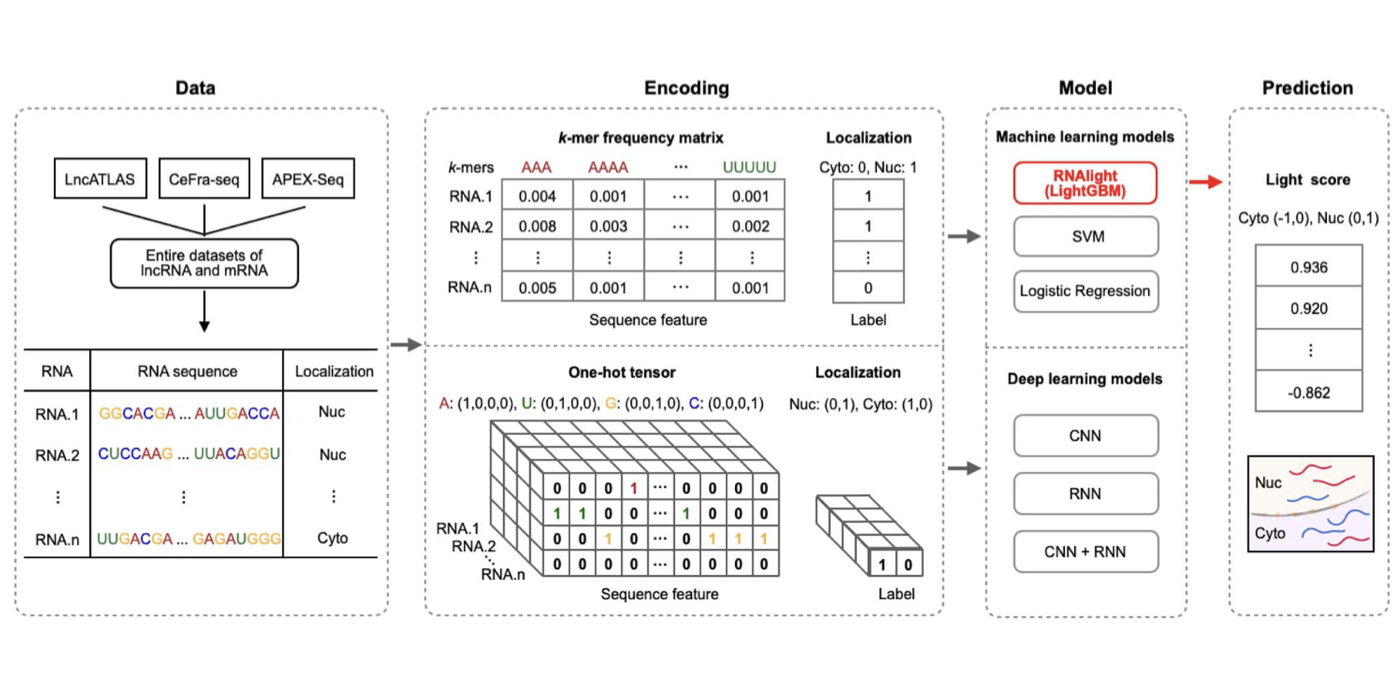 Data
LncATLAS CeFra-seq APEX-Seq
Entire datasets of
lncRNA and mRNA
RNA RNA sequence Localization
RNA.1 GGCACGA ... AUUGACCA Nuc
RNA.2 CUCCAAG ... UUACAGGU Nuc
⋮ ⋮ ⋮
RNA.n UUGACGA ... GAGAUGGG Cyto
Encoding
k-mer frequency matrix
k-mers AAA AAAA ... UUUUU
RNA.1 0.004 0.001 ... 0.001
RNA.2 0.008 0.003 ... 0.002
⋮ ⋮ ⋮ ⋮ ⋮
RNA.n 0.005 0.001 ... 0.001
Sequence feature
Localization
Cyto: 0, Nuc: 1
1
1
⋮
0
Label
One-hot tensor
A: (1,0,0,0), U: (0,1,0,0), G: (0,0,1,0), C: (0,0,0,1)
0 0 0 1 ... 0 0 0 0
1 1 0 0 ... 1 0 0 0
0 0 1 0 ... 0 1 1 1
0 0 0 0 ... 0 0 0 0
RNA.1
RNA.2
⋱
RNA.n
Sequence feature
Localization
Nuc: (0,1), Cyto: (1,0)
1 0
Label
Model
Machine learning models
RNAlight
(LightGBM)
SVM
Logistic Regression
Deep learning models
CNN
RNN
CNN + RNN
Prediction
Light score
Cyto (-1,0), Nuc (0,1)
0.936
0.920
⋮
-0.862
Nuc
Cyto